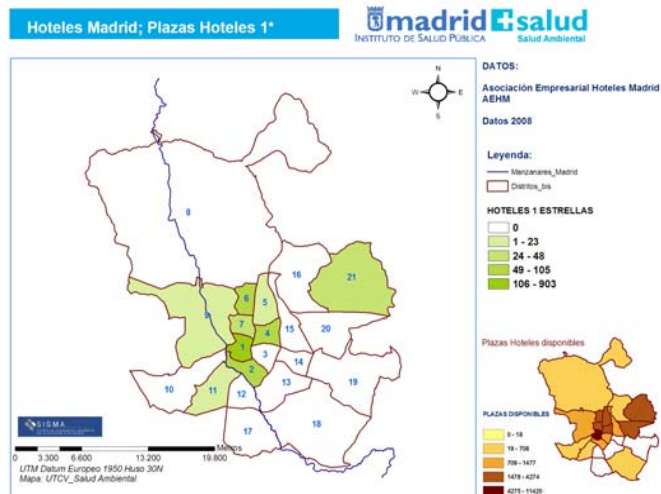 Hoteles Madrid; Plazas Hoteles 1*
madrid+salud
INSTITUTO DE SALUD PÚBLICA
Salud Ambiental
N
W
E
S
8
21
16
9
6
5
7
4
15
20
1
3
2
14
10
11
12
13
19
17
18
SIGMA
Metros
0
3.300
6.600
13.200
19.800
UTM Datum Europeo 1950 Huso 30N
Mapa: UTCV_Salud Ambiental
DATOS:
Asociación Empresarial Hoteles Madrid
AEHM
Datos 2008
Leyenda:
Manzanares_Madrid
Distritos_bis
HOTELES 1 ESTRELLAS
0
1 - 23
24 - 48
49 - 105
106 - 903
Plazas Hoteles disponibles
PLAZAS DISPONIBLES
0 - 18
19 - 708
709 - 1477
1478 - 4274
4275 - 11420